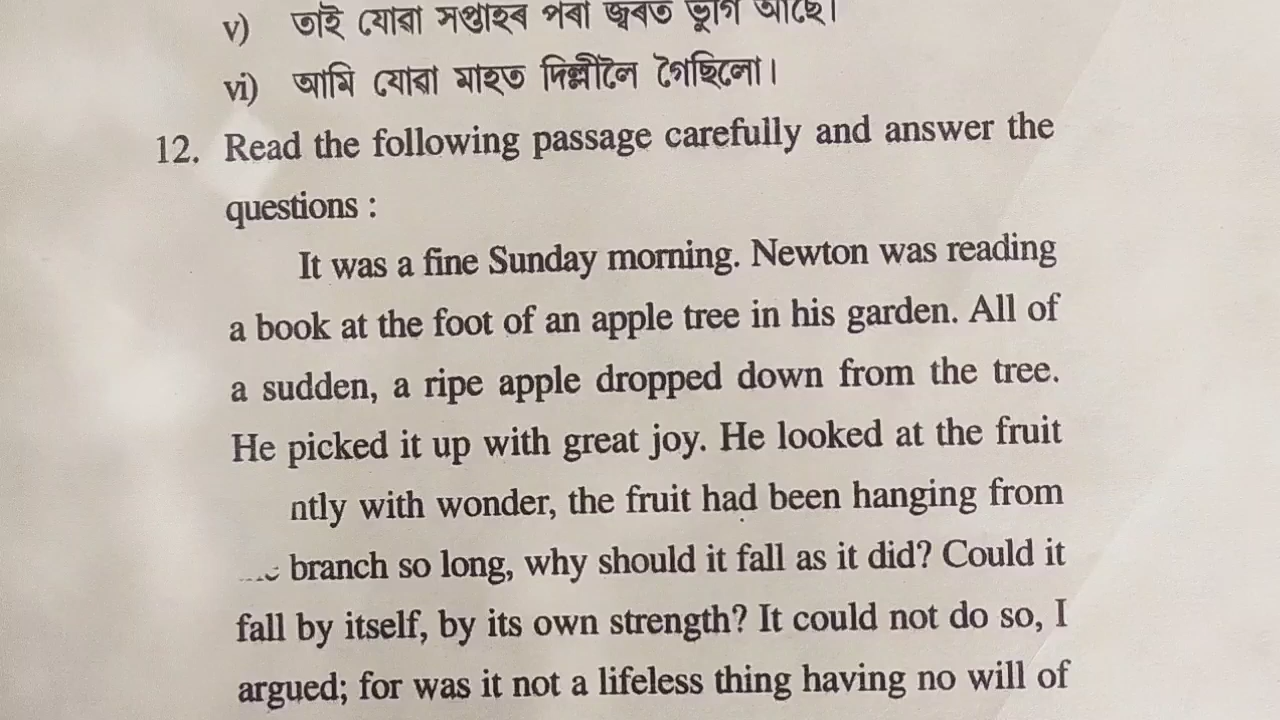 v) তাই যোৱা সপ্তাহৰ পৰা জ্বৰত ভুগি আছে।
vi) আমি যোৱা মাহত দিল্লীলৈ গৈছিলো।
12. Read the following passage carefully and answer the
questions :
It was a fine Sunday morning. Newton was reading
a book at the foot of an apple tree in his garden. All of
a sudden, a ripe apple dropped down from the tree.
He picked it up with great joy. He looked at the fruit
ntly with wonder, the fruit had been hanging from
branch so long, why should it fall as it did? Could it
fall by itself, by its own strength? It could not do so, I
argued; for was it not a lifeless thing having no will of